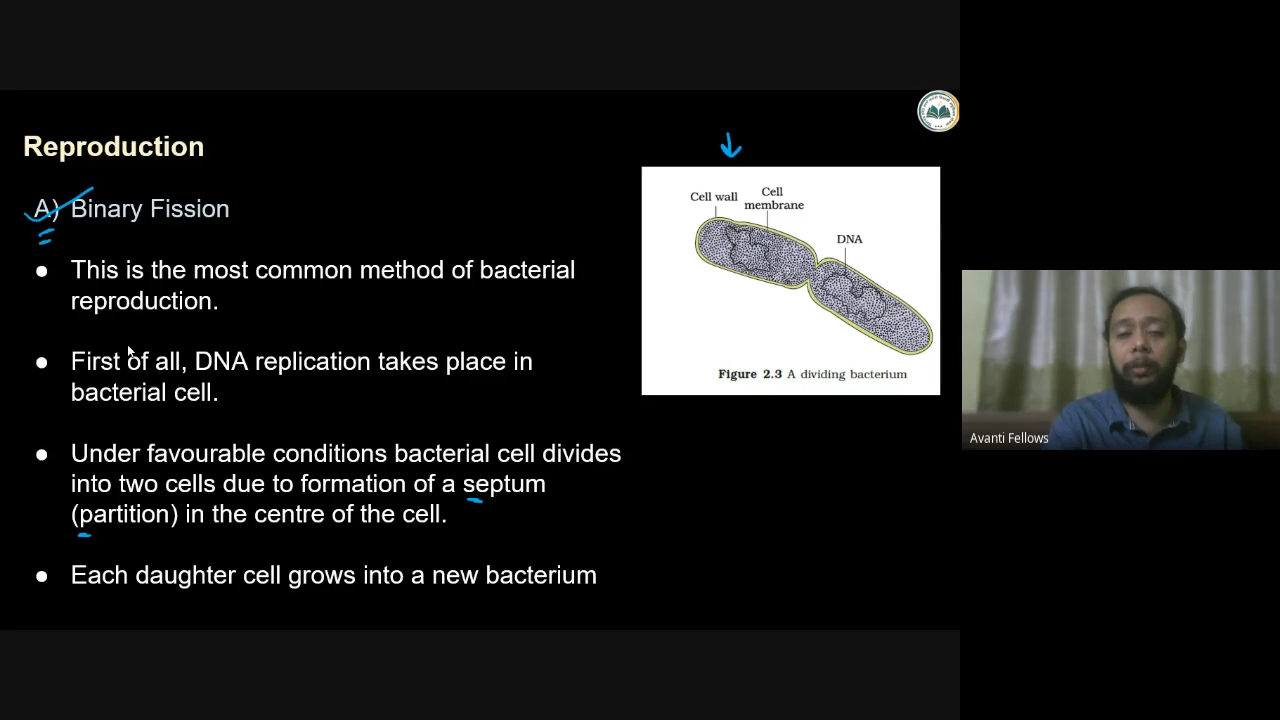 Reproduction
A) Binary Fission
● This is the most common method of bacterial
reproduction.
● First of all, DNA replication takes place in
bacterial cell.
● Under favourable conditions bacterial cell divides
into two cells due to formation of a septum
(partition) in the centre of the cell.
● Each daughter cell grows into a new bacterium
Cell wall
Cell
membrane
DNA
Figure 2.3 A dividing bacterium
Avanti Fellows